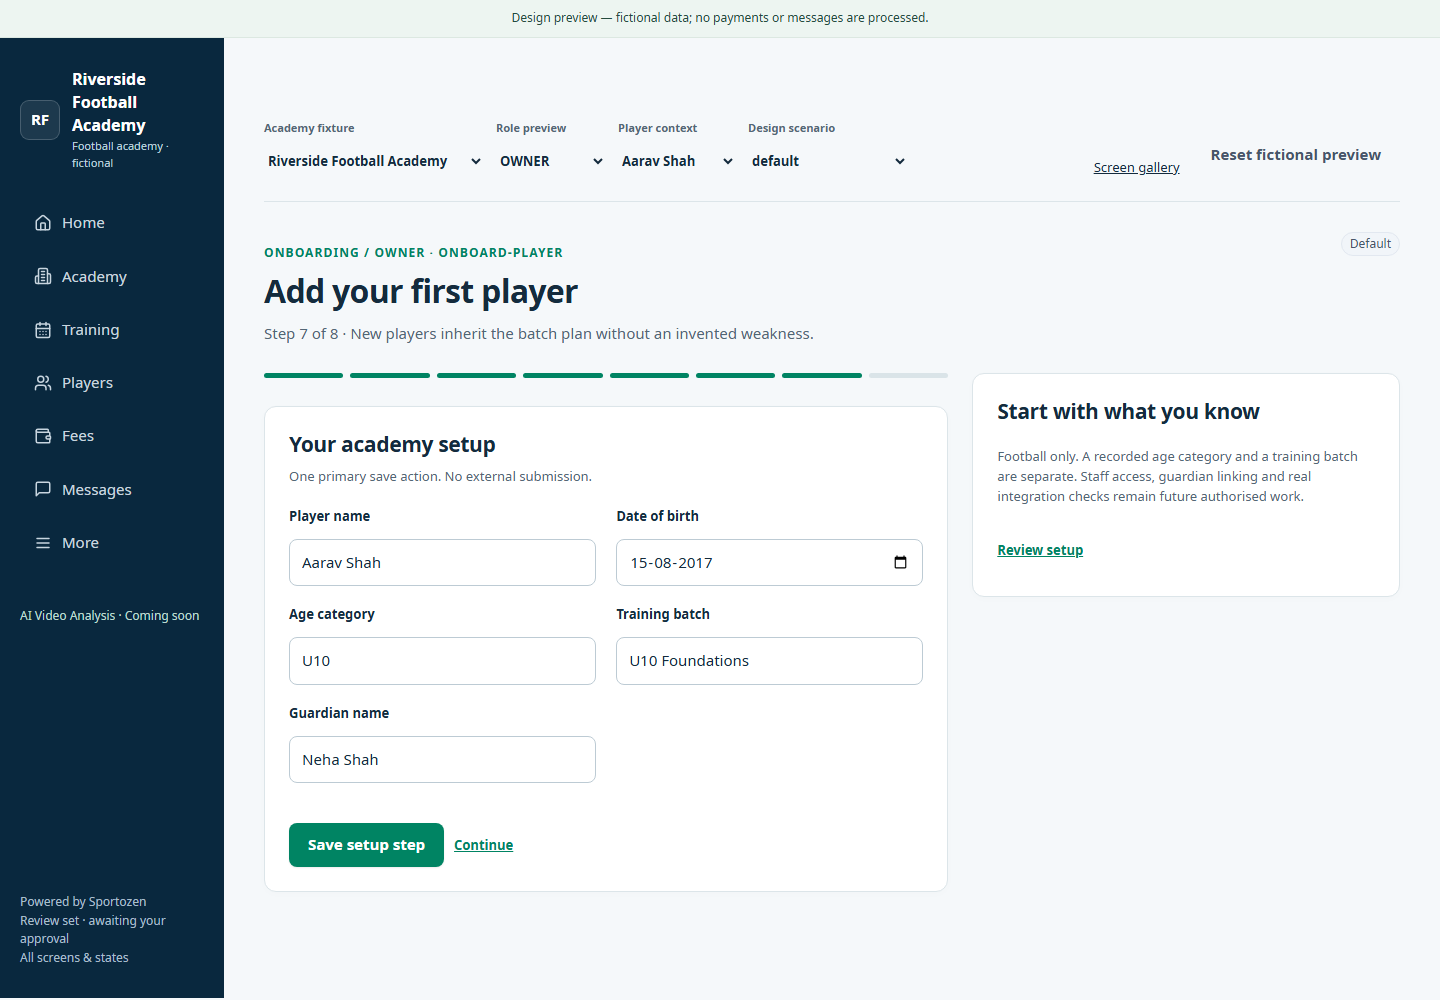 Design preview — fictional data; no payments or messages are processed.
RF
Riverside
Football
Academy
Football academy ·
fictional
Home
Academy
Training
Players
Fees
Messages
More
AI Video Analysis · Coming soon
Powered by Sportozen
Review set · awaiting your
approval
All screens & states
Academy fixture
Role preview
Player context
Design scenario
Riverside Football Academy
OWNER
Aarav Shah
default
Screen gallery
Reset fictional preview
ONBOARDING / OWNER · ONBOARD-PLAYER
Default
Add your first player
Step 7 of 8 · New players inherit the batch plan without an invented weakness.
Your academy setup
One primary save action. No external submission.
Player name
Date of birth
Aarav Shah
15-08-2017
Age category
Training batch
U10
U10 Foundations
Guardian name
Neha Shah
Save setup step
Continue
Start with what you know
Football only. A recorded age category and a training batch
are separate. Staff access, guardian linking and real
integration checks remain future authorised work.
Review setup